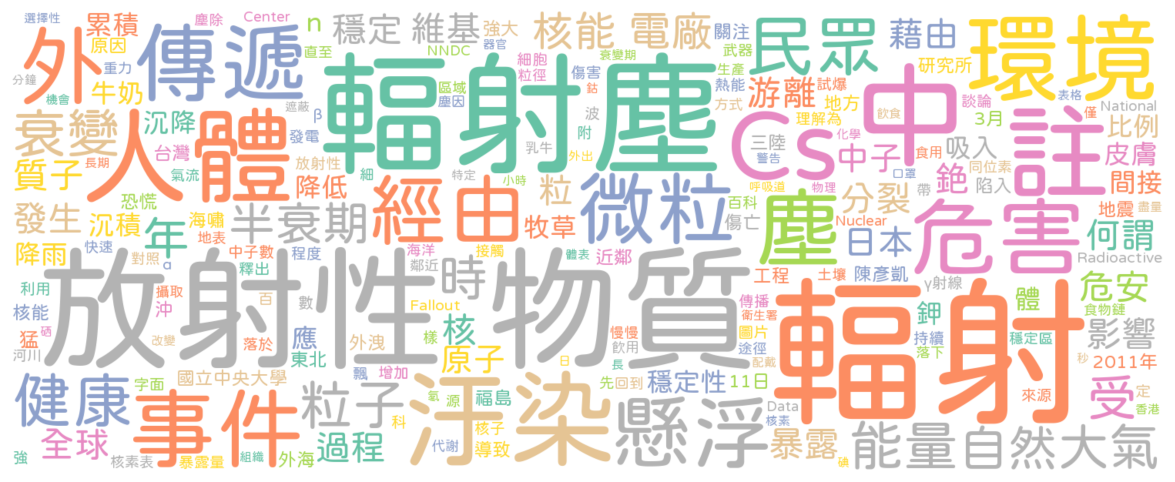 選擇性
累積
塵除
Center
n
穩定
維基
強大
核能
電廠
關注
民眾
藉由
環境
外
傳遞
原因
直至
NNDC
器官
衰變期
武器
研究所
分鐘
重力
輻射塵
細胞
粒徑
傷害
鈷
生產
熱能
試爆
中
談論
表格
National
機會
牛奶
區域
塵因
游離
方式
地方
飲食
僅
衰變
人體
沉降
遮蔽
β
波
附
理解為
Cs
化學
3月
註
比例
台灣
發電
乳牛
外出
三陸
警告
中子
食用
吸入
皮膚
長期
氣流
放射性
細
特定
小時
呼吸道
物理
口罩
同位素
質子
降低
經由
粒
微粒
百科
塵
分裂
帶
銫
陷入
間接
恐慌
發生
沉積
年
海嘯
半衰期
牧草
傷亡
Nuclear
危害
地震
盡量
地表
日本
何謂
降雨
快速
對照
中子數
程度
海洋
接觸
體表
近鄰
Radioactive
α
釋出
鄰近
時
工程
土壤
陳彥凱
γ射線
利用
攝取
百
數
Fallout
放射性物質
傳播
輻射
鉀
體
危安
核能
沖
樣
核
慢慢
圖片
衛生署
持續
食物鏈
猛
硒
應
飲用
途徑
落下
穩定區
影響
河川
改變
落於
東北
外洩
原子
長
日
配戴
秒
2011年
健康
字面
國立中央大學
飄
增加
汙染
先
回到
穩定性
11日
來源
受
定
事件
粒子
氧
源
福島
懸浮
Data
核素
香港
全球
過程
科
核子
暴露
能量
自然
大氣
強
核素表
暴露量
組織
外海
代謝
導致
碘